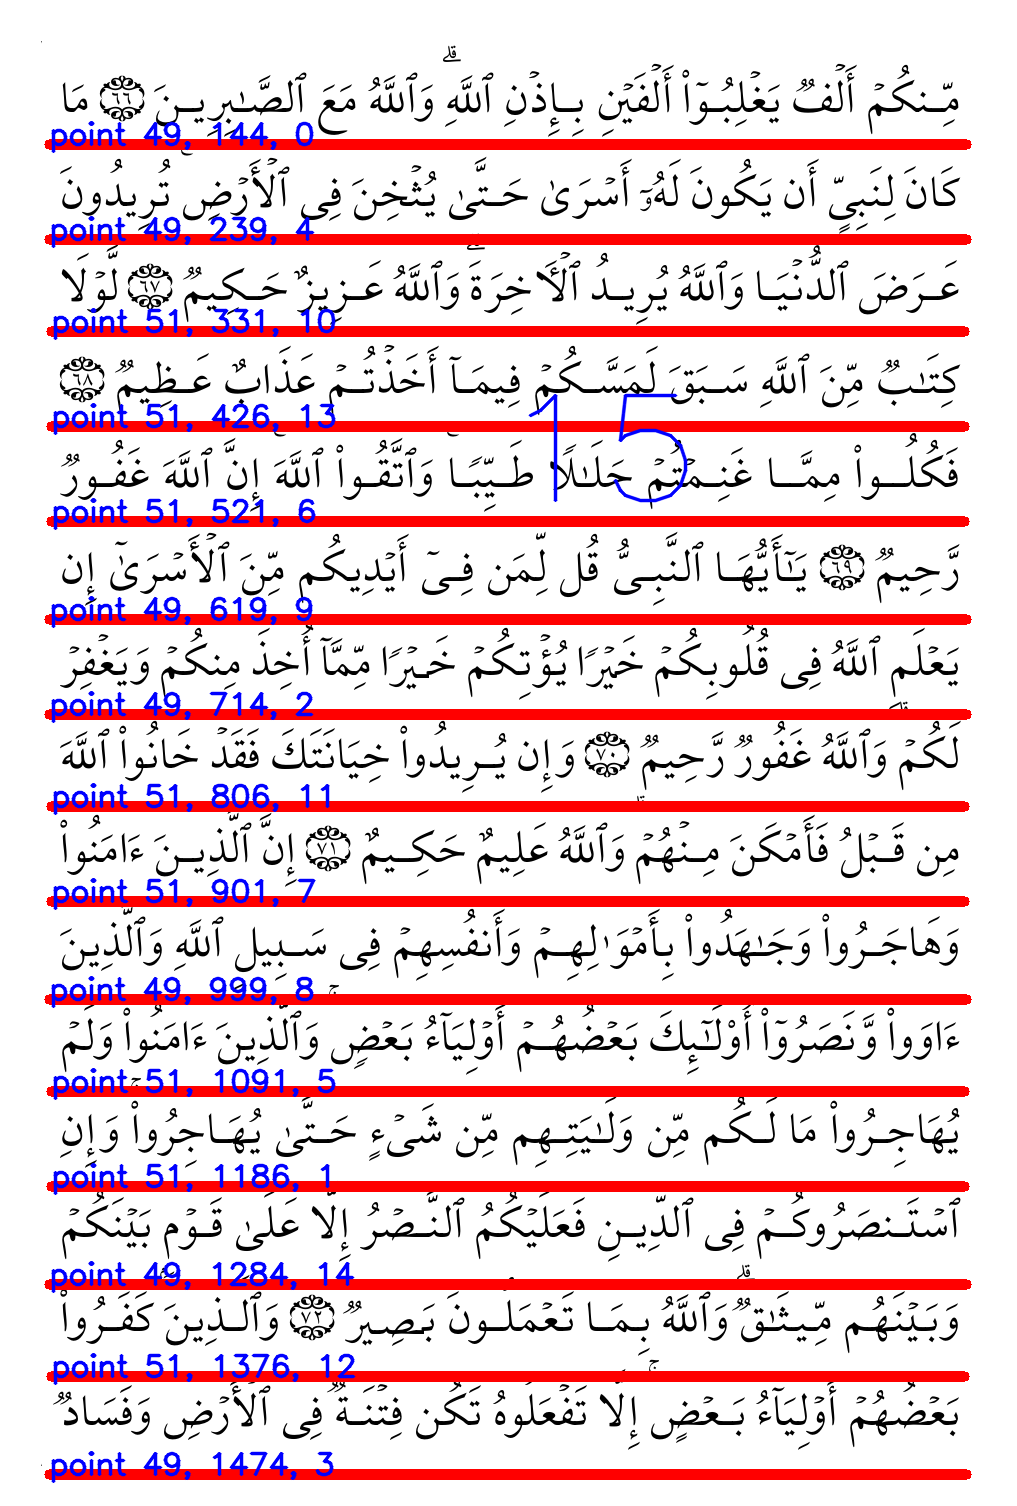 مِّنكُمْ أَلْفٌ يَغْلِبُوٓا۟ أَلْفَيْنِ بِإِذْنِ ٱللَّهِ ۗ وَٱللَّهُ مَعَ ٱلصَّـٰبِرِينَ ٦٦ مَا
point 49, 144, 0
كَانَ لِنَبِىٍّ أَن يَكُونَ لَهُۥٓ أَسْرَىٰ حَتَّىٰ يُثْخِنَ فِى ٱلْأَرْضِ ۚ تُرِيدُونَ
point 49, 239, 4
عَرَضَ ٱلدُّنْيَا وَٱللَّهُ يُرِيدُ ٱلْـَٔاخِرَةَ ۗ وَٱللَّهُ عَزِيزٌ حَكِيمٌ ٦٧ لَّوْلَا
point 51, 331, 10
كِتَـٰبٌ مِّنَ ٱللَّهِ سَبَقَ لَمَسَّكُمْ فِيمَآ أَخَذْتُمْ عَذَابٌ عَظِيمٌ ٦٨
point 51, 426, 13
15
فَكُلُوا۟ مِمَّا غَنِمْتُمْ حَلَـٰلًا طَيِّبًا ۚ وَٱتَّقُوا۟ ٱللَّهَ ۚ إِنَّ ٱللَّهَ غَفُورٌ
point 51, 521, 6
رَّحِيمٌ ٦٩ يَـٰٓأَيُّهَا ٱلنَّبِىُّ قُل لِّمَن فِىٓ أَيْدِيكُم مِّنَ ٱلْأَسْرَىٰٓ إِن
point 49, 619, 9
يَعْلَمِ ٱللَّهُ فِى قُلُوبِكُمْ خَيْرًا يُؤْتِكُمْ خَيْرًا مِّمَّآ أُخِذَ مِنكُمْ وَيَغْفِرْ
point 49, 714, 2
لَكُمْ ۗ وَٱللَّهُ غَفُورٌ رَّحِيمٌ ٧٠ وَإِن يُرِيدُوا۟ خِيَانَتَكَ فَقَدْ خَانُوا۟ ٱللَّهَ
point 51, 806, 11
مِن قَبْلُ فَأَمْكَنَ مِنْهُمْ ۗ وَٱللَّهُ عَلِيمٌ حَكِيمٌ ٧١ إِنَّ ٱلَّذِينَ ءَامَنُوا۟
point 51, 901, 7
وَهَاجَرُوا۟ وَجَـٰهَدُوا۟ بِأَمْوَٰلِهِمْ وَأَنفُسِهِمْ فِى سَبِيلِ ٱللَّهِ وَٱلَّذِينَ
point 49, 999, 8
ءَاوَوا۟ وَّنَصَرُوٓا۟ أُو۟لَـٰٓئِكَ بَعْضُهُمْ أَوْلِيَآءُ بَعْضٍ ۚ وَٱلَّذِينَ ءَامَنُوا۟ وَلَمْ
point 51, 1091, 5
يُهَاجِرُوا۟ مَا لَكُم مِّن وَلَـٰيَتِهِم مِّن شَىْءٍ حَتَّىٰ يُهَاجِرُوا۟ ۚ وَإِنِ
point 51, 1186, 1
ٱسْتَنصَرُوكُمْ فِى ٱلدِّينِ فَعَلَيْكُمُ ٱلنَّصْرُ إِلَّا عَلَىٰ قَوْمٍ بَيْنَكُمْ
point 49, 1284, 14
وَبَيْنَهُم مِّيثَـٰقٌ ۗ وَٱللَّهُ بِمَا تَعْمَلُونَ بَصِيرٌ ٧٢ وَٱلَّذِينَ كَفَرُوا۟
point 51, 1376, 12
بَعْضُهُمْ أَوْلِيَآءُ بَعْضٍ ۚ إِلَّا تَفْعَلُوهُ تَكُن فِتْنَةٌ فِى ٱلْأَرْضِ وَفَسَادٌ
point 49, 1474, 3